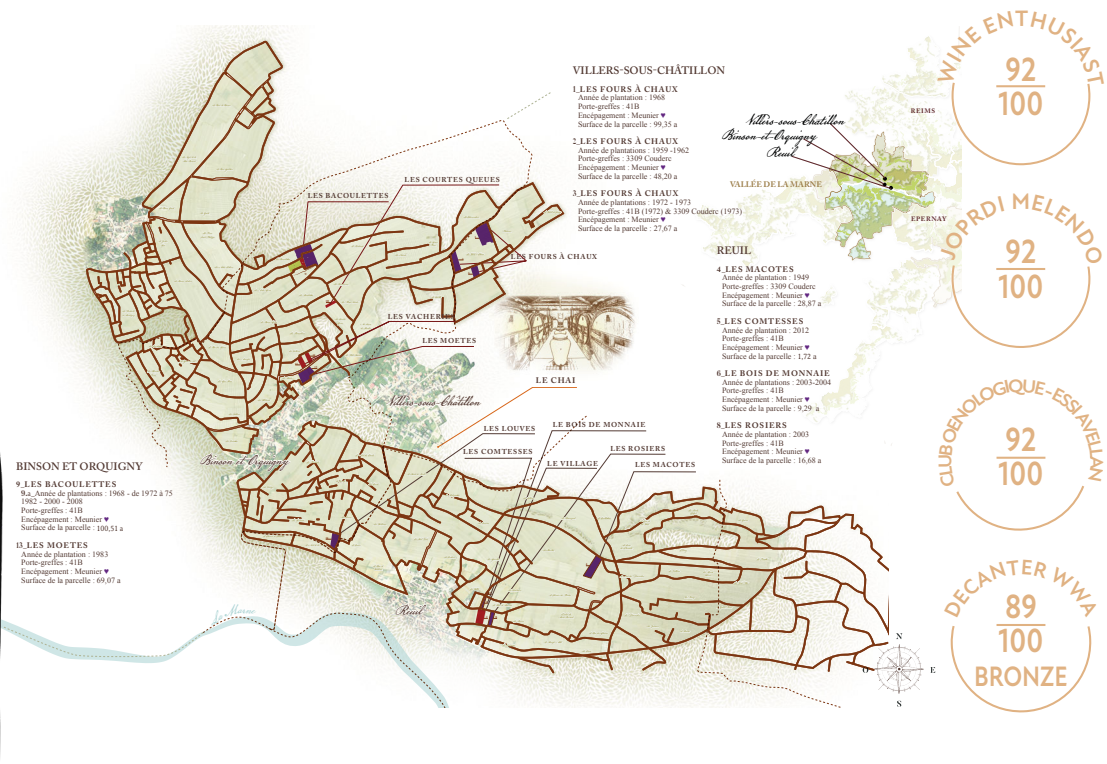 VILLERS-SOUS-CHÂTILLON
1_LES FOURS À CHAUX
Année de plantation : 1968
Porte-greffes : 41B
Encépagement : Meunier ♥
Surface de la parcelle : 99,35 a
2_LES FOURS À CHAUX
Année de plantations : 1959 -1962
Porte-greffes : 3309 Couderc
Encépagement : Meunier ♥
Surface de la parcelle : 48,20 a
3_LES FOURS À CHAUX
Année de plantations : 1972 - 1973
Porte-greffes : 41B (1972) & 3309 Couderc (1973)
Encépagement : Meunier ♥
Surface de la parcelle : 27,67 a
REUIL
4_LES MACOTES
Année de plantation : 1949
Porte-greffes : 3309 Couderc
Encépagement : Meunier ♥
Surface de la parcelle : 28,87 a
5_LES COMTESSES
Année de plantation : 2012
Porte-greffes : 41B
Encépagement : Meunier ♥
Surface de la parcelle : 1,72 a
6_LE BOIS DE MONNAIE
Année de plantations : 2003-2004
Porte-greffes : 41B
Encépagement : Meunier ♥
Surface de la parcelle : 9,29 a
8_LES ROSIERS
Année de plantation : 2003
Porte-greffes : 41B
Encépagement : Meunier ♥
Surface de la parcelle : 16,68 a
BINSON ET ORQUIGNY
9_LES BACOULETTES
9.a_Année de plantations : 1968 - de 1972 à 75
1982 - 2000 - 2008
Porte-greffes : 41B
Encépagement : Meunier ♥
Surface de la parcelle : 100,51 a
13_LES MOETES
Année de plantation : 1983
Porte-greffes : 41B
Encépagement : Meunier ♥
Surface de la parcelle : 69,07 a
LES BACOULETTES
LES COURTES QUEUES
LES FOURS À CHAUX
LES VACHERIES
LES MOETES
LE CHAI
Villers-sous-Châtillon
Binson et Orquigny
LES LOUVES
LE BOIS DE MONNAIE
LES COMTESSES
LES ROSIERS
LE VILLAGE
LES MACOTES
Reuil
La Marne
Villers-sous-Chatillon
Binson-et-Orquigny
Reuil
REIMS
VALLÉE DE LA MARNE
EPERNAY
N
O
E
S
WINE ENTHUSIAST
92
100
JOPRDI MELENDO
92
100
CLUB OENOLOGIQUE-ESSI AVELLAN
92
100
DECANTER WWA
89
100
BRONZE